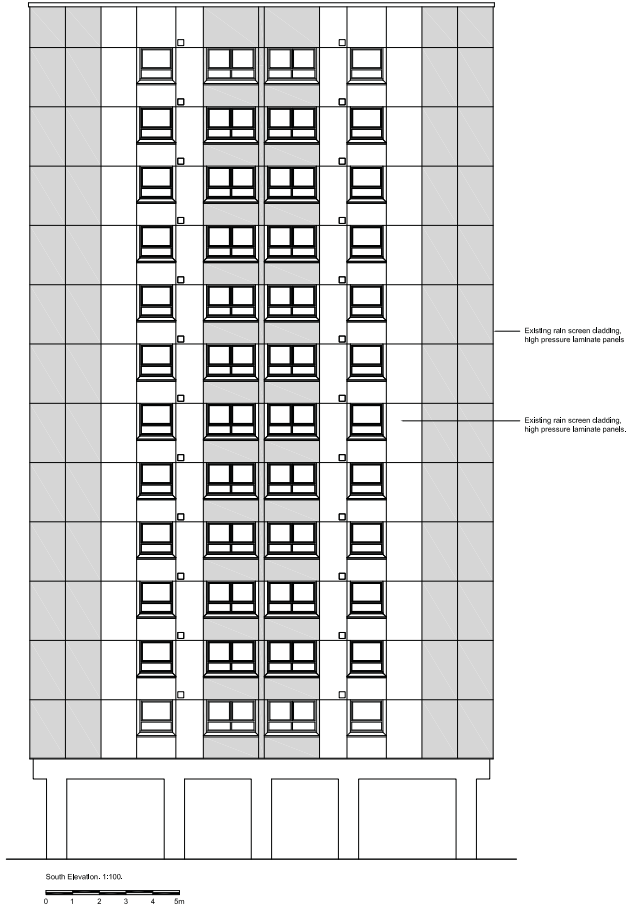 Existing rain screen cladding,
high pressure laminate panels
Existing rain screen cladding,
high pressure laminate panels.
South Elevation. 1:100.
0 1 2 3 4 5m